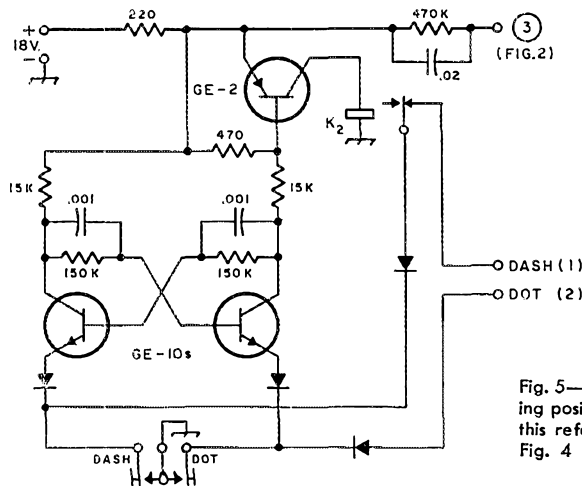 + 18V. -
220
470K
3
(FIG.2)
.02
GE-2
K2
470
15K
15K
.001
.001
150K
150K
DASH (1)
DOT (2)
GE-10s
DASH
DOT
Fig. 5—
ing posi
this refe
Fig. 4